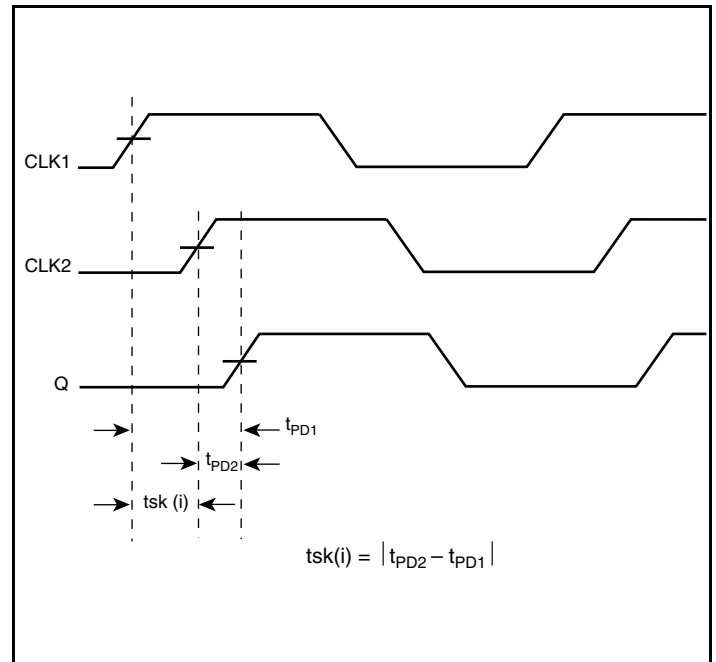 CLK1
CLK2
Q
tPD1
tPD2
tsk (i)
tsk(i) = |tPD2 – tPD1|